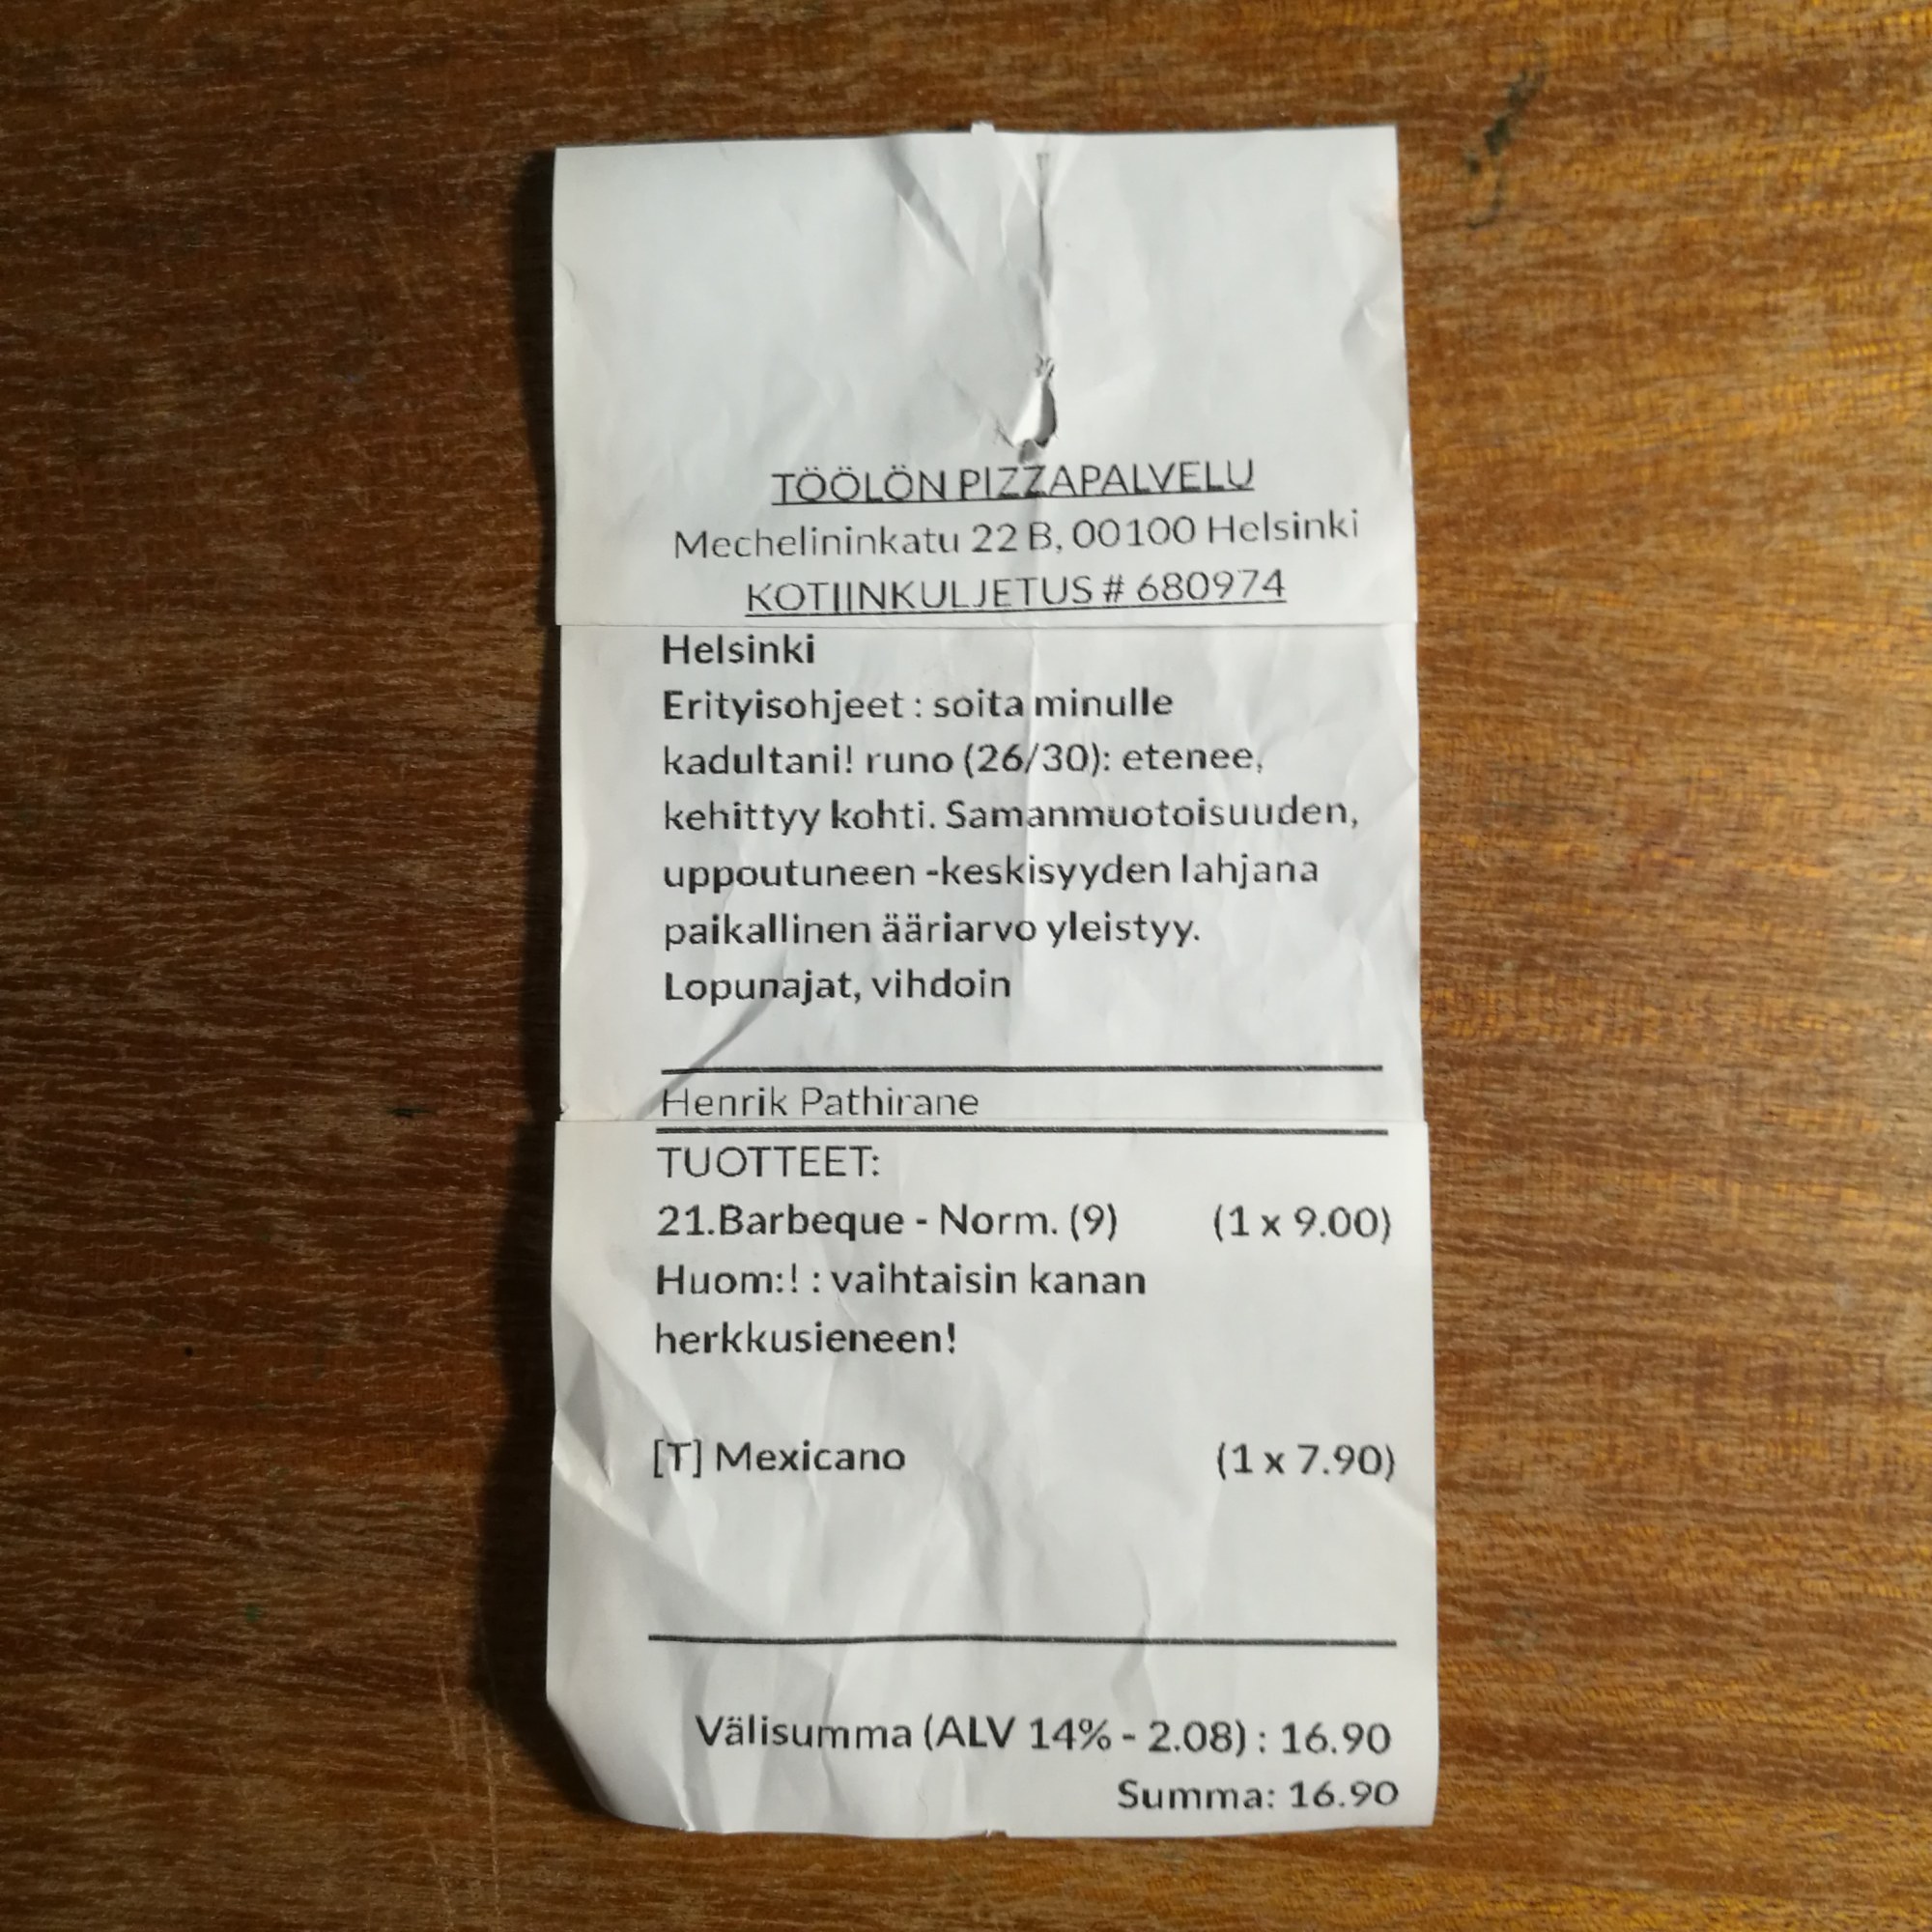 TÖÖLÖN PIZZAPALVELU
Mechelininkatu 22 B, 00100 Helsinki
KOTIINKULJETUS # 680974
Helsinki
Erityisohjeet : soita minulle
kadultani! runo (26/30): etenee,
kehittyy kohti. Samanmuotoisuuden,
uppoutuneen -keskisyyden lahjana
paikallinen ääriarvo yleistyy.
Lopunajat, vihdoin
Henrik Pathirane
TUOTTEET:
21.Barbeque - Norm. (9) (1 x 9.00)
Huom:! : vaihtaisin kanan
herkkusieneen!
[T] Mexicano (1 x 7.90)
Välisumma (ALV 14% - 2.08) : 16.90
Summa: 16.90